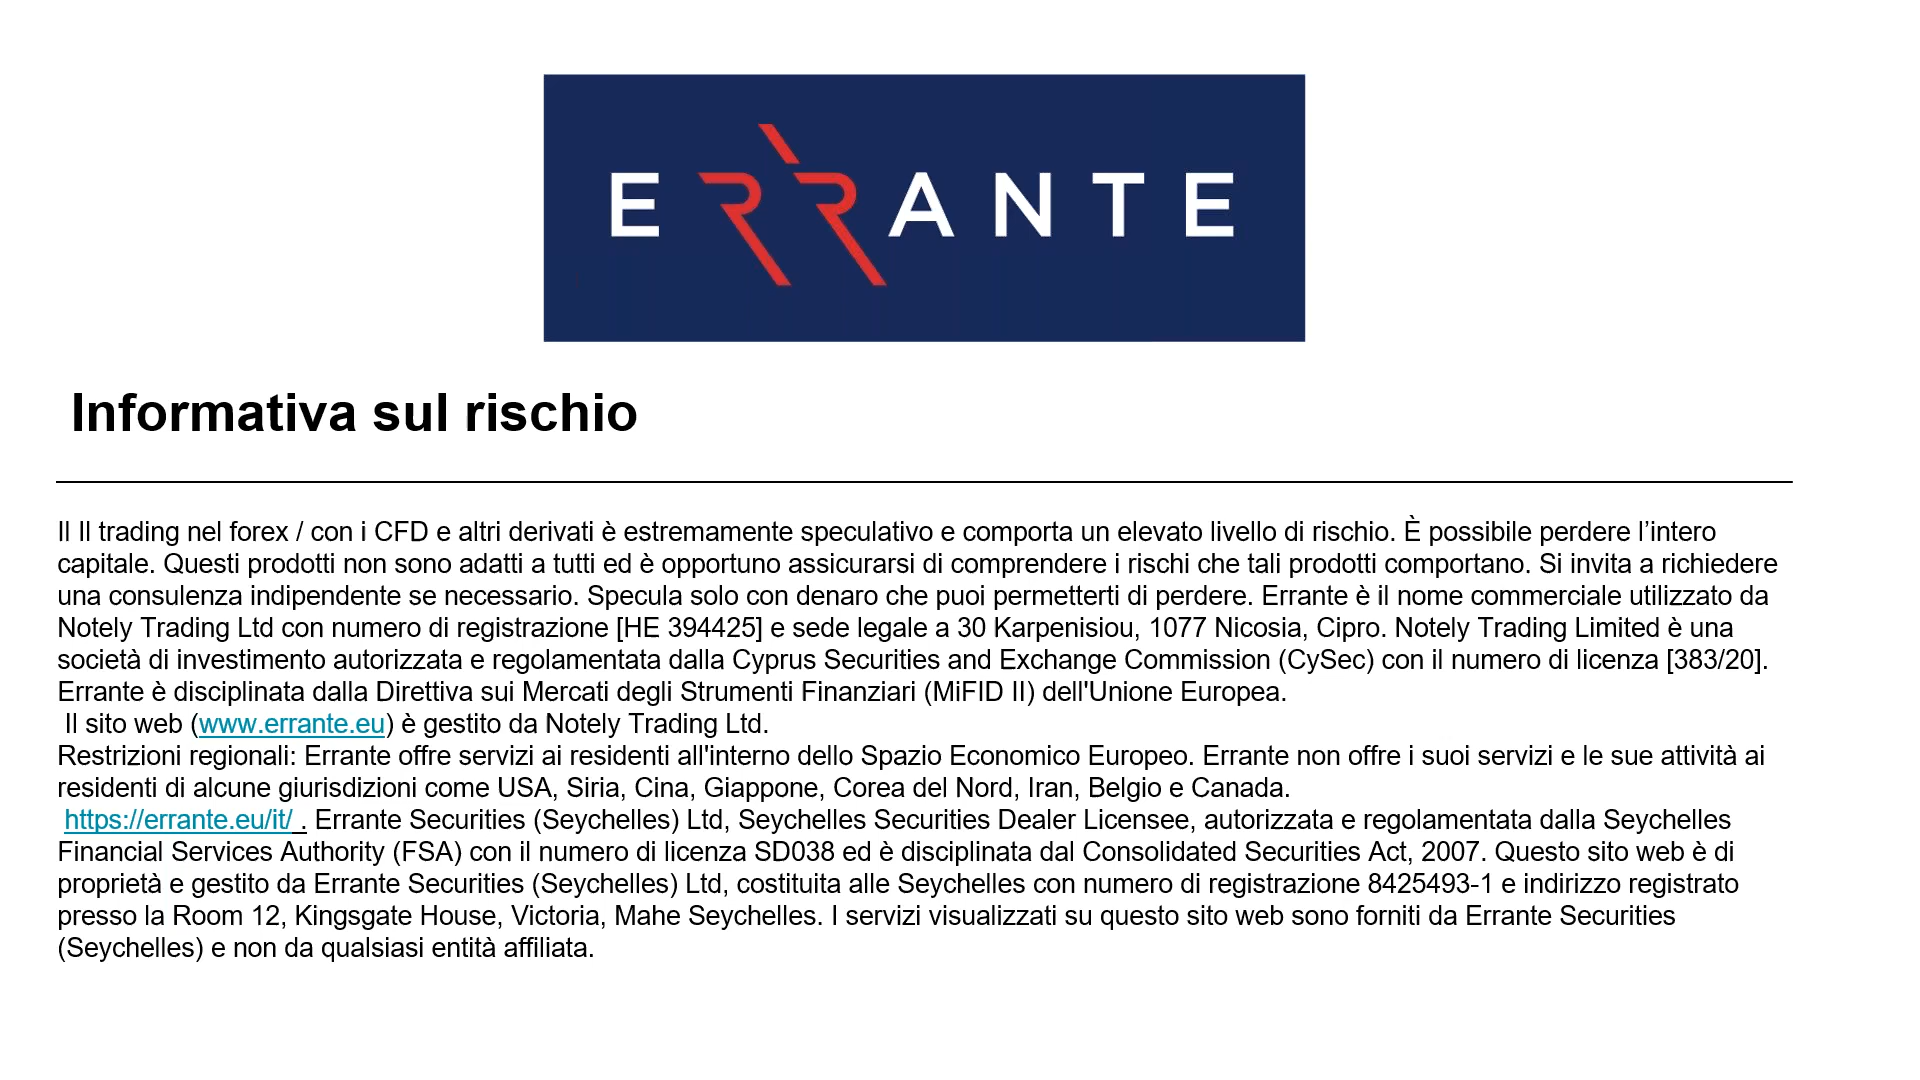 ERRANTE
Informativa sul rischio
Il Il trading nel forex / con i CFD e altri derivati è estremamente speculativo e comporta un elevato livello di rischio. È possibile perdere l’intero
capitale. Questi prodotti non sono adatti a tutti ed è opportuno assicurarsi di comprendere i rischi che tali prodotti comportano. Si invita a richiedere
una consulenza indipendente se necessario. Specula solo con denaro che puoi permetterti di perdere. Errante è il nome commerciale utilizzato da
Notely Trading Ltd con numero di registrazione [HE 394425] e sede legale a 30 Karpenisiou, 1077 Nicosia, Cipro. Notely Trading Limited è una
società di investimento autorizzata e regolamentata dalla Cyprus Securities and Exchange Commission (CySec) con il numero di licenza [383/20].
Errante è disciplinata dalla Direttiva sui Mercati degli Strumenti Finanziari (MiFID II) dell'Unione Europea.
Il sito web (www.errante.eu) è gestito da Notely Trading Ltd.
Restrizioni regionali: Errante offre servizi ai residenti all'interno dello Spazio Economico Europeo. Errante non offre i suoi servizi e le sue attività ai
residenti di alcune giurisdizioni come USA, Siria, Cina, Giappone, Corea del Nord, Iran, Belgio e Canada.
https://errante.eu/it/ . Errante Securities (Seychelles) Ltd, Seychelles Securities Dealer Licensee, autorizzata e regolamentata dalla Seychelles
Financial Services Authority (FSA) con il numero di licenza SD038 ed è disciplinata dal Consolidated Securities Act, 2007. Questo sito web è di
proprietà e gestito da Errante Securities (Seychelles) Ltd, costituita alle Seychelles con numero di registrazione 8425493-1 e indirizzo registrato
presso la Room 12, Kingsgate House, Victoria, Mahe Seychelles. I servizi visualizzati su questo sito web sono forniti da Errante Securities
(Seychelles) e non da qualsiasi entità affiliata.